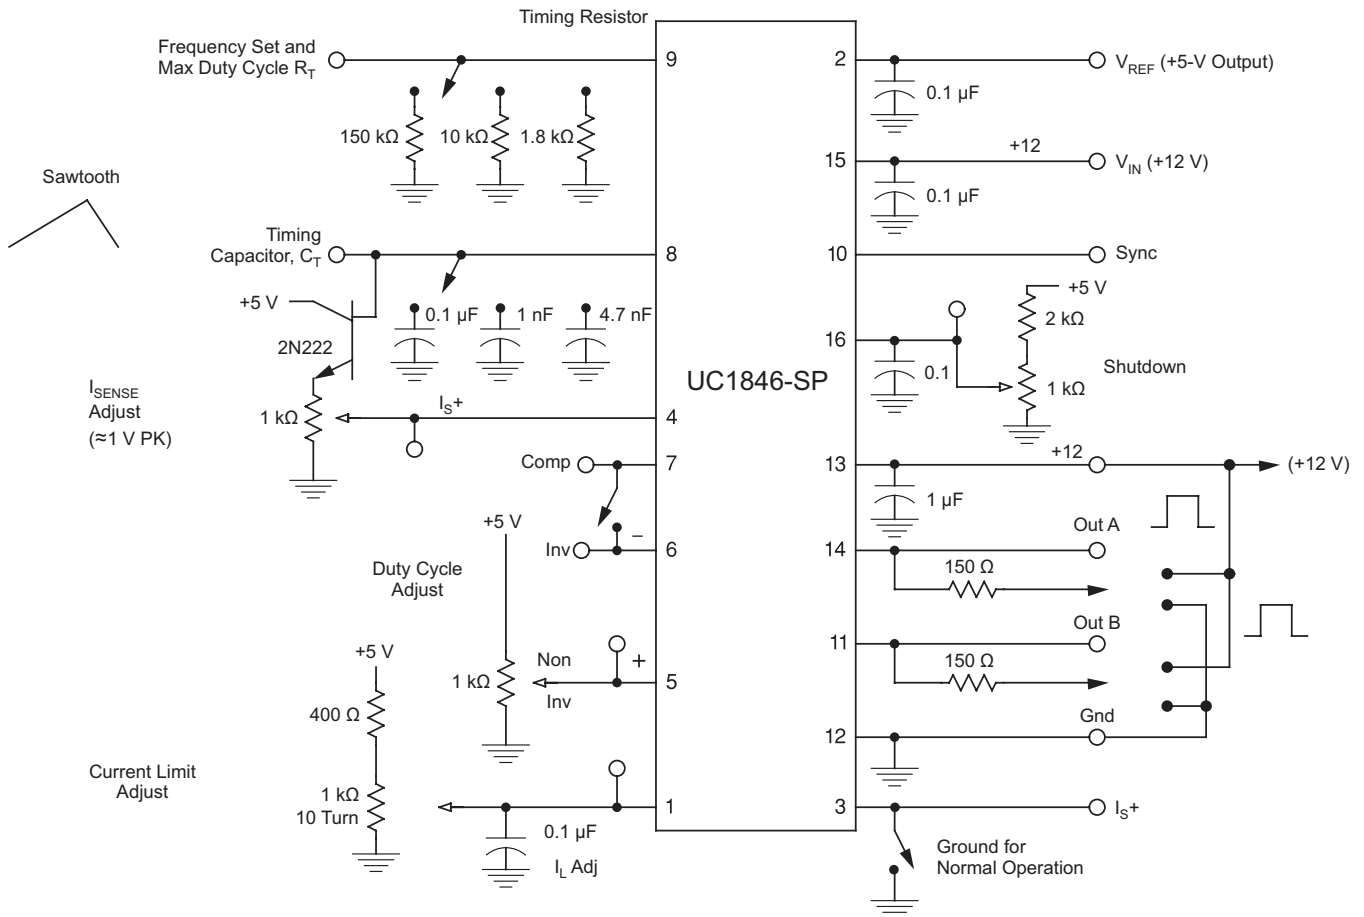 Timing Resistor
Frequency Set and
Max Duty Cycle R_T
9
150 kΩ
10 kΩ
1.8 kΩ
Sawtooth
Timing
Capacitor, C_T
8
+5 V
0.1 µF
1 nF
4.7 nF
2N222
I_SENSE
Adjust
(≈1 V PK)
1 kΩ
I_S+
4
Comp
7
+5 V
Inv
–
6
Duty Cycle
Adjust
1 kΩ
Non
Inv
+
5
+5 V
400 Ω
Current Limit
Adjust
1 kΩ
10 Turn
1
0.1 µF
I_L Adj
UC1846-SP
2
V_REF (+5-V Output)
0.1 µF
15
+12
V_IN (+12 V)
0.1 µF
10
Sync
+5 V
2 kΩ
16
0.1
Shutdown
1 kΩ
13
+12
(+12 V)
1 µF
Out A
14
150 Ω
Out B
11
150 Ω
Gnd
12
3
I_S+
Ground for
Normal Operation